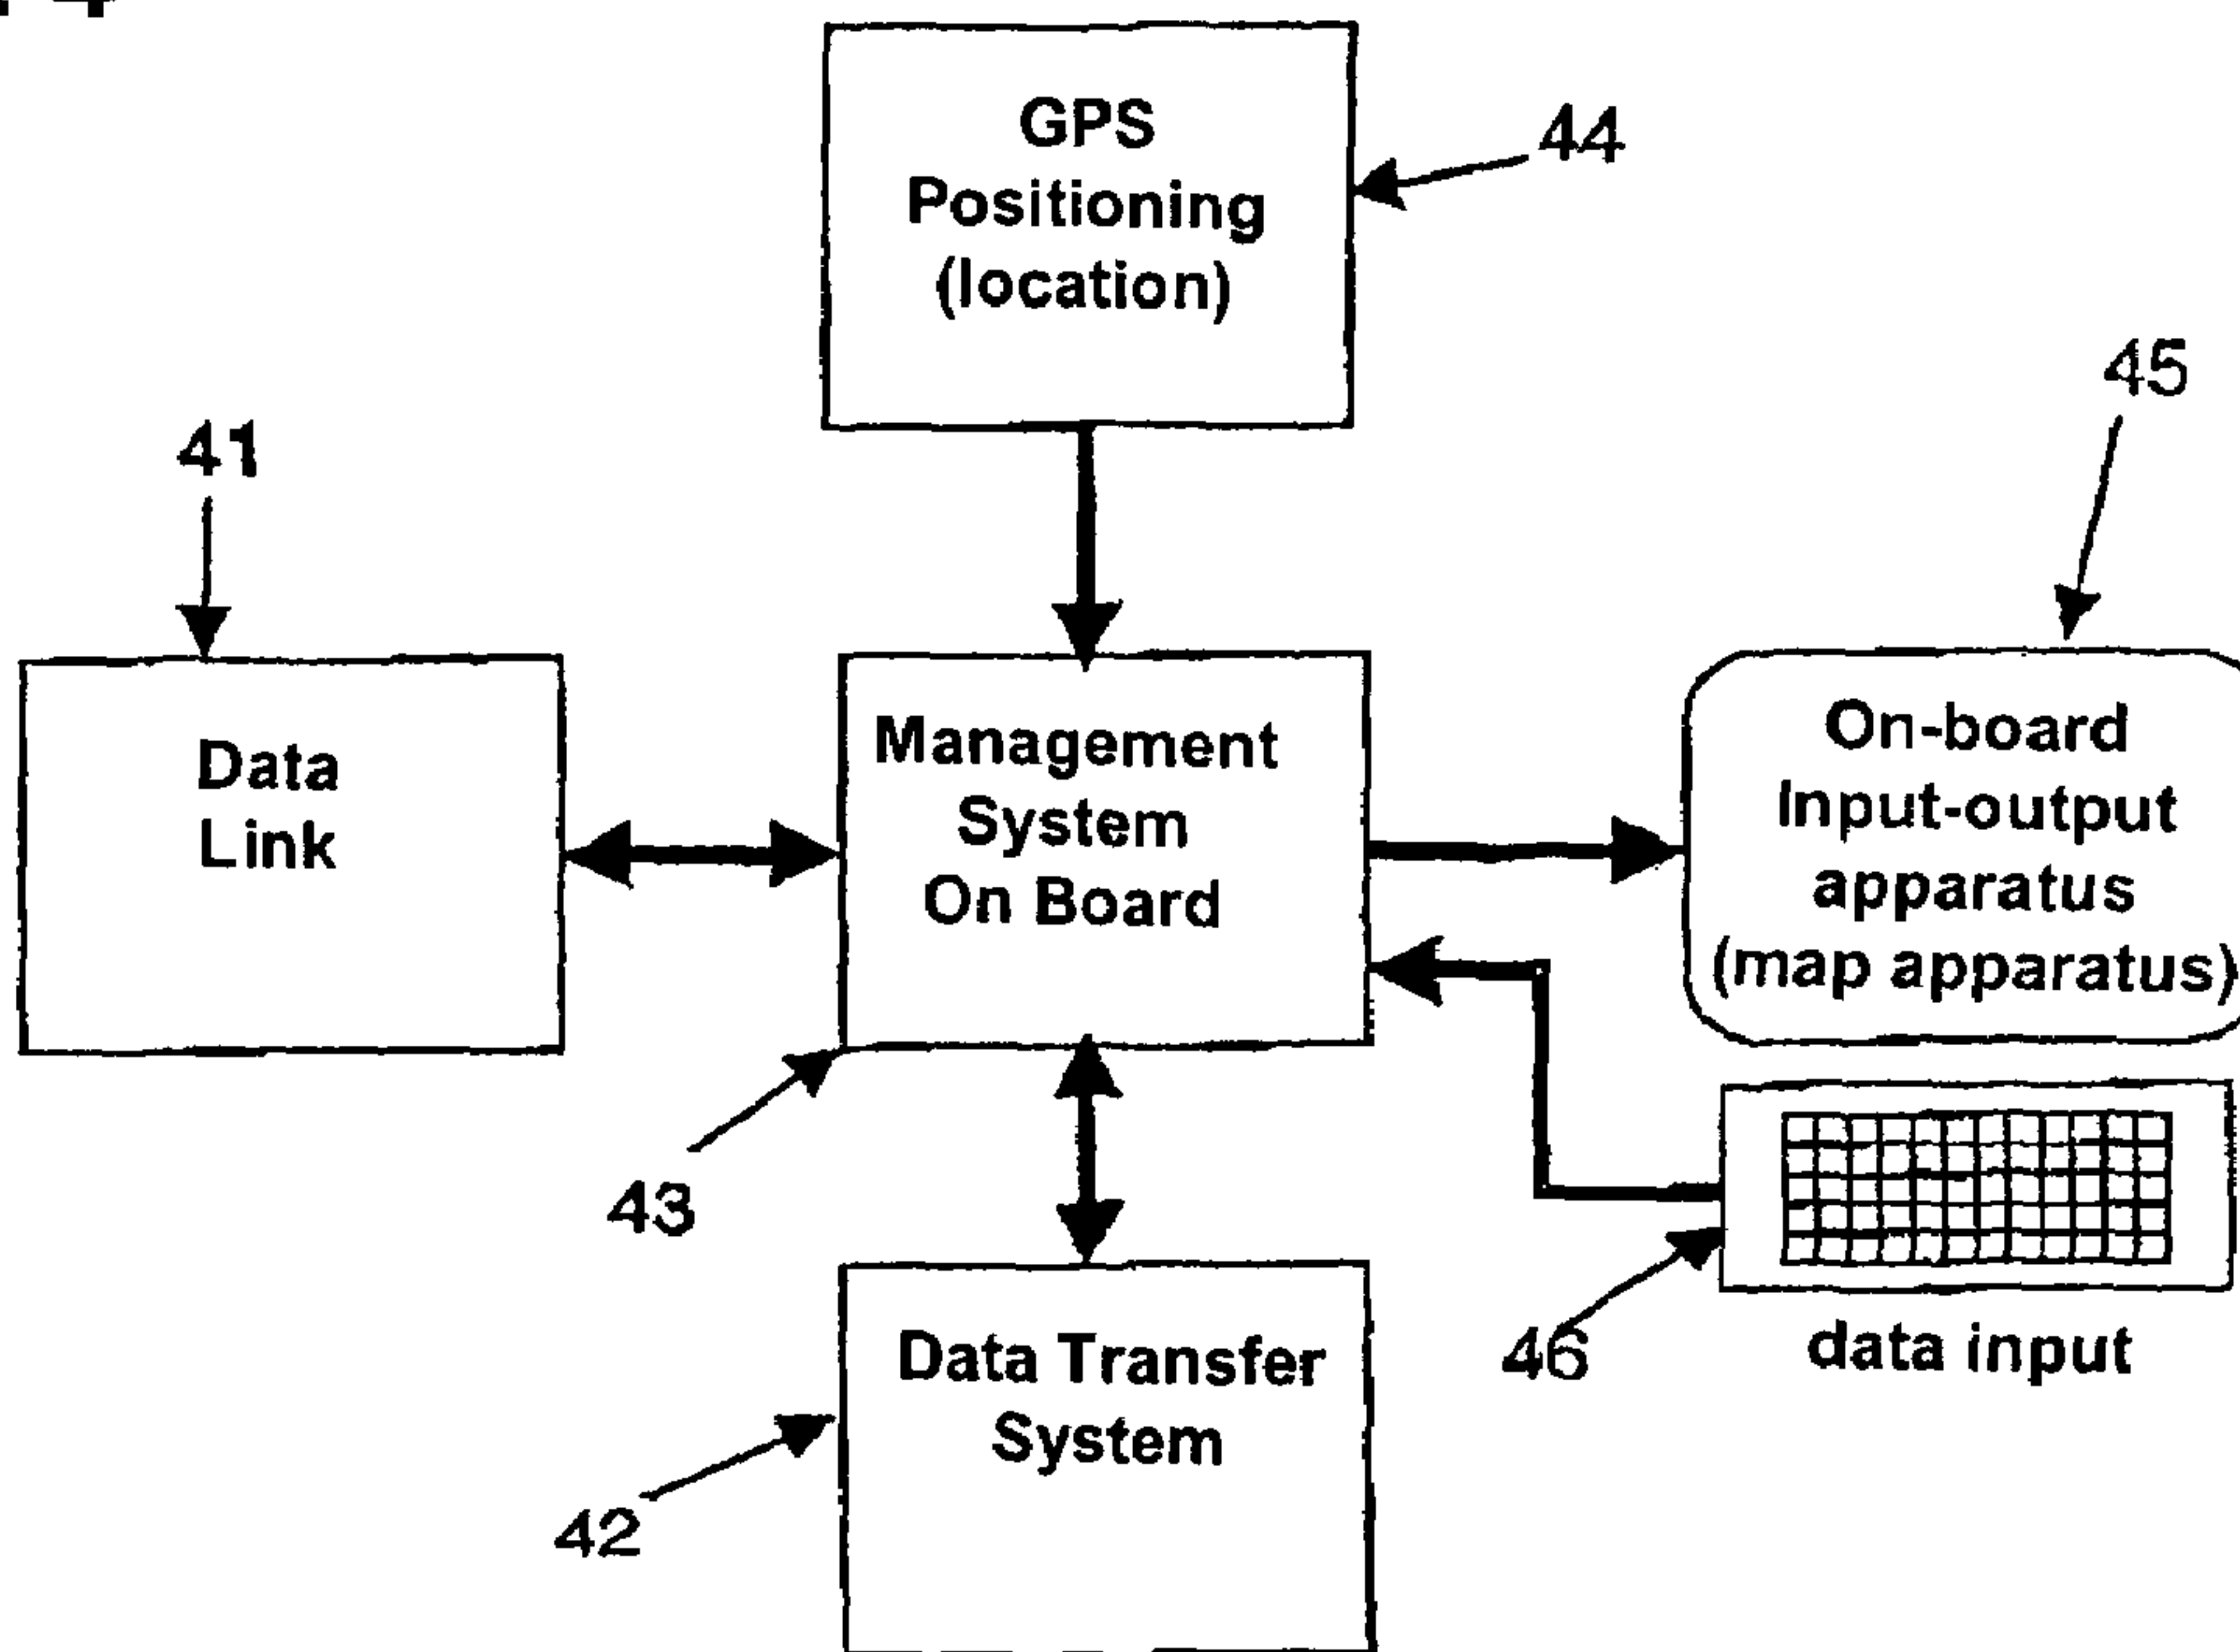 GPS
Positioning
(location)
44
45
41
Data
Link
Management
System
On Board
On-board
Input-output
apparatus
(map apparatus)
43
46
data input
Data Transfer
System
42